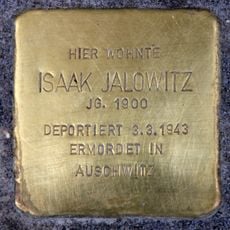 HIER WOHNTE
ISAAK JALOWITZ
JG. 1900
DEPORTIERT 3.3.1943
ERMORDET IN
AUSCHWITZ